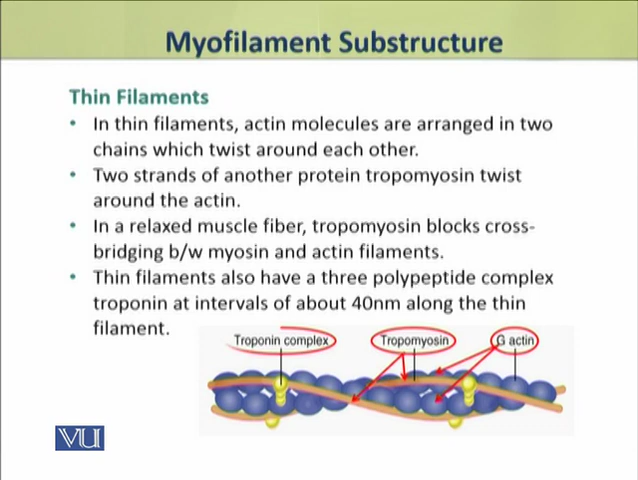 Myofilament Substructure
Thin Filaments
• In thin filaments, actin molecules are arranged in two
chains which twist around each other.
• Two strands of another protein tropomyosin twist
around the actin.
• In a relaxed muscle fiber, tropomyosin blocks cross-
bridging b/w myosin and actin filaments.
• Thin filaments also have a three polypeptide complex
troponin at intervals of about 40nm along the thin
filament.
Troponin complex Tropomyosin G actin
VU